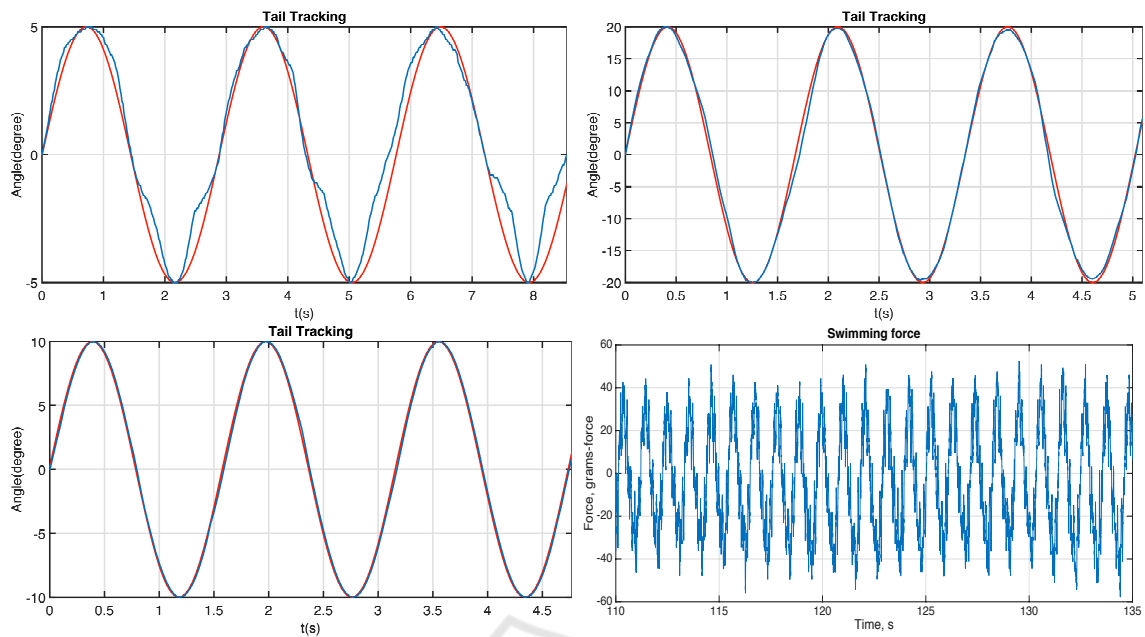 Tail Tracking
Angle(degree)
5
0
-5
0 1 2 3 4 5 6 7 8
t(s)
Tail Tracking
Angle(degree)
20
15
10
5
0
-5
-10
-15
-20
0 0.5 1 1.5 2 2.5 3 3.5 4 4.5 5
t(s)
Tail Tracking
Angle(degree)
10
5
0
-5
-10
0 0.5 1 1.5 2 2.5 3 3.5 4 4.5
t(s)
Swimming force
Force, grams-force
60
40
20
0
-20
-40
-60
110 115 120 125 130 135
Time, s